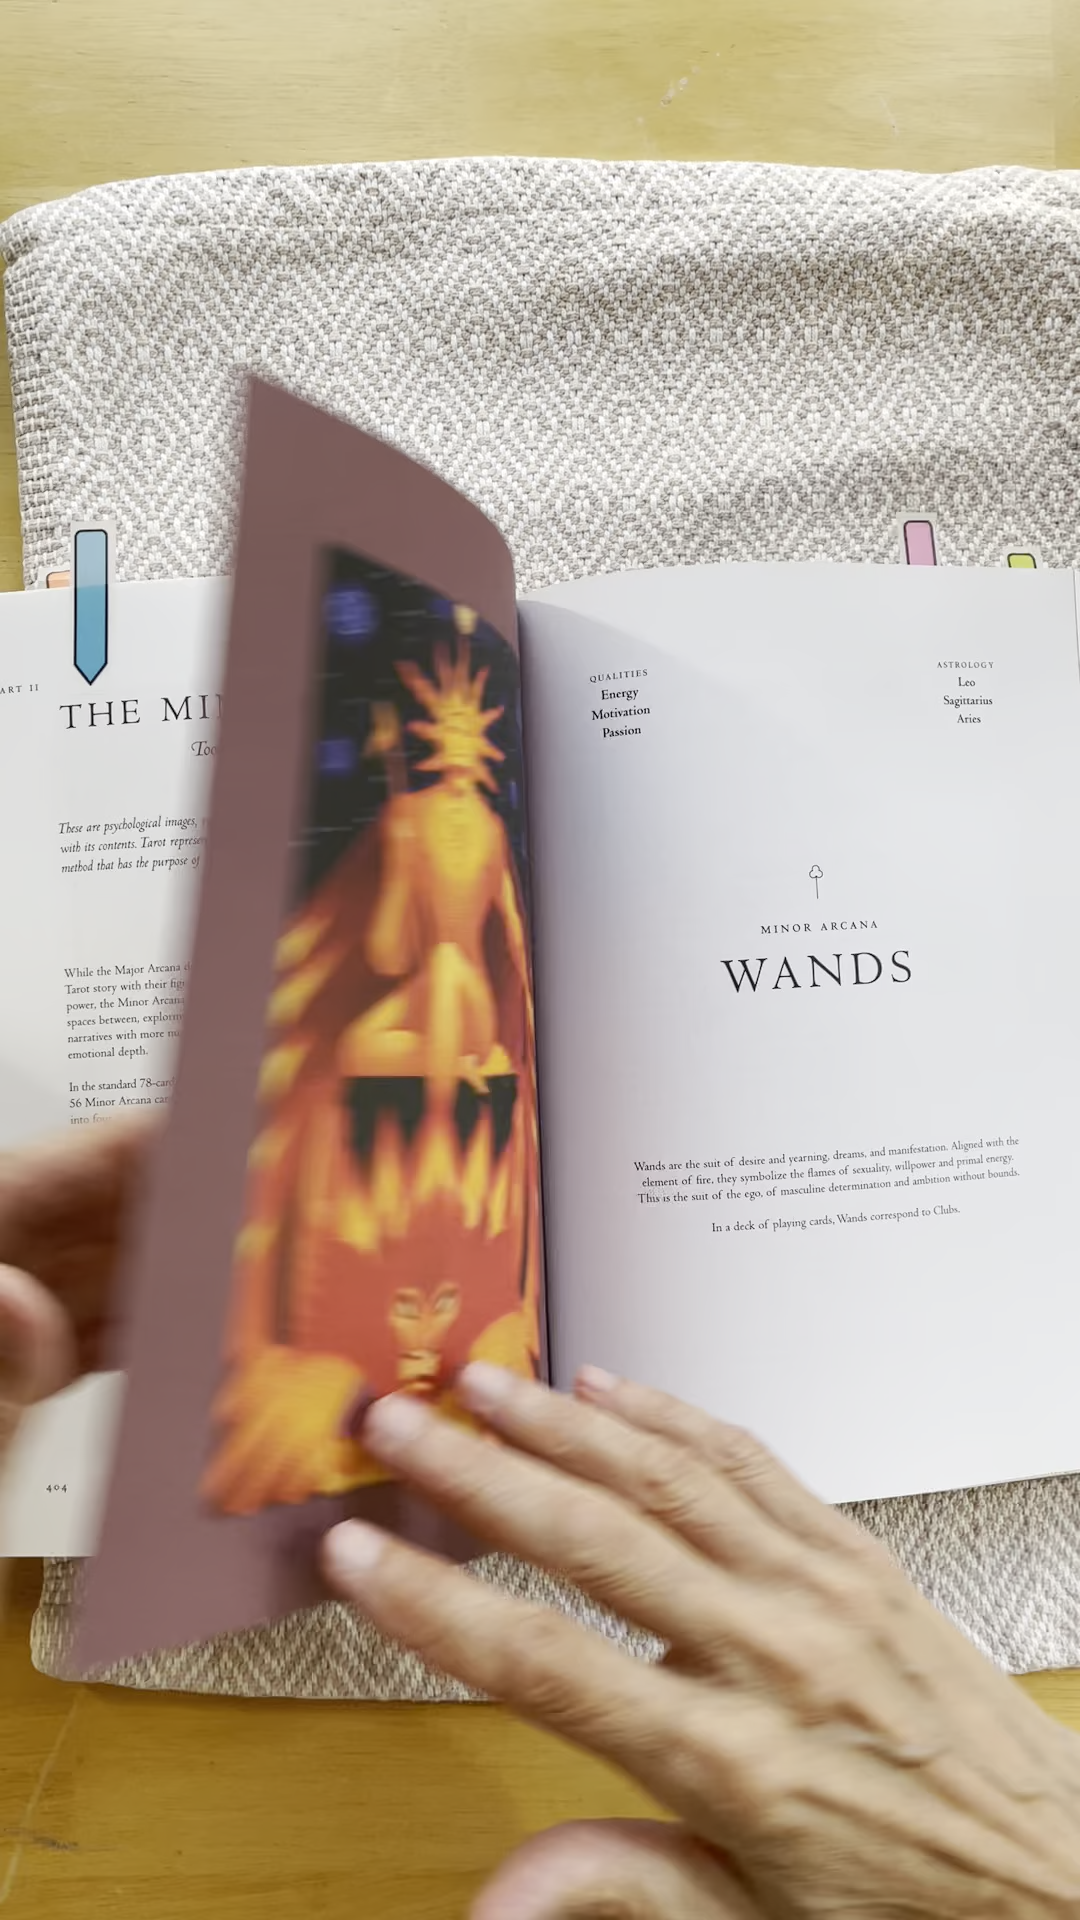 ART II
THE MI
Too
These are psychological images,
with its contents. Tarot represe
method that has the purpose of
While the Major Arcana d
Tarot story with their fig
power, the Minor Arcana
spaces between, explorin
narratives with more nu
emotional depth.
In the standard 78-card
56 Minor Arcana car
into four
404
QUALITIES
Energy
Motivation
Passion
ASTROLOGY
Leo
Sagittarius
Aries
MINOR ARCANA
WANDS
Wands are the suit of desire and yearning, dreams, and manifestation. Aligned with the
element of fire, they symbolize the flames of sexuality, willpower and primal energy.
This is the suit of the ego, of masculine determination and ambition without bounds.
In a deck of playing cards, Wands correspond to Clubs.